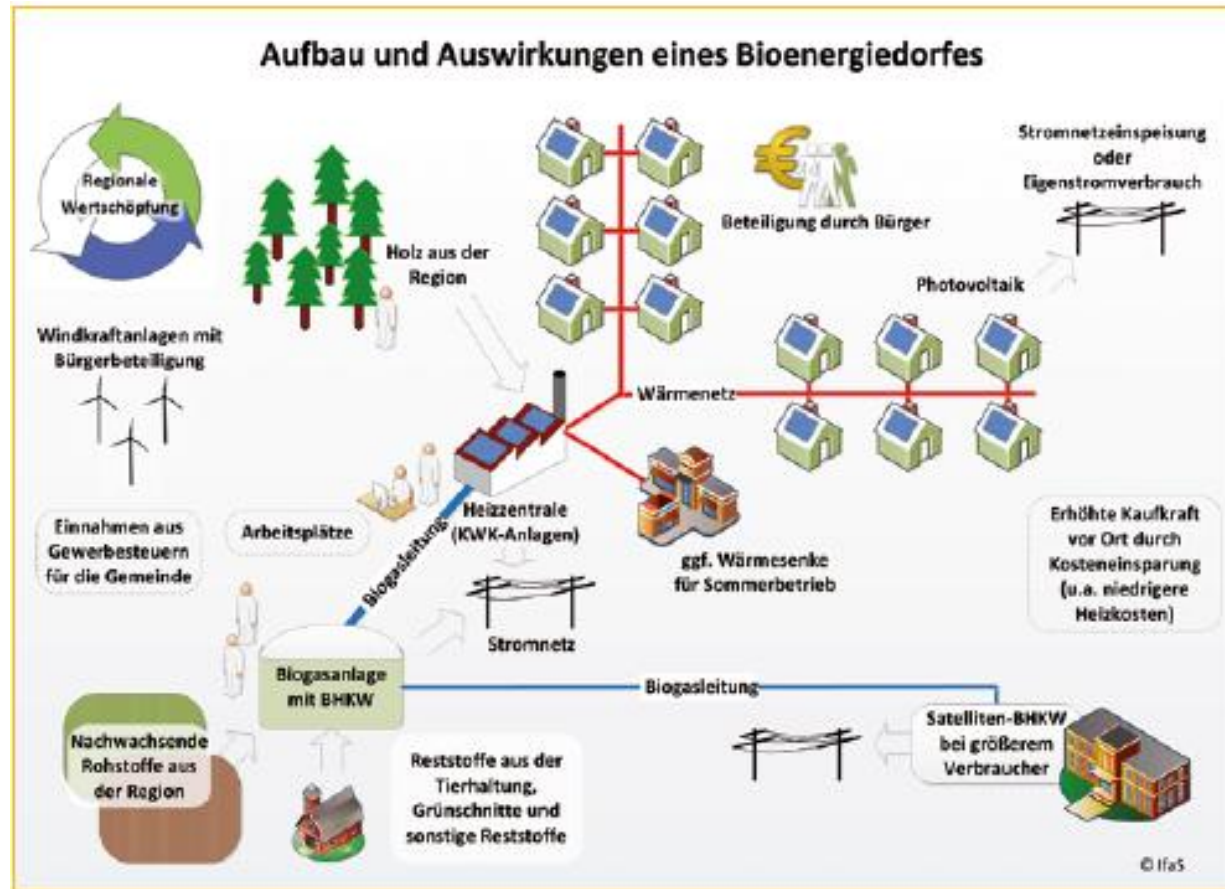 Aufbau und Auswirkungen eines Bioenergiedorfes
Regionale
Wertschöpfung
Holz aus der
Region
Beteiligung durch Bürger
Stromnetzeinspeisung
oder
Eigenstromverbrauch
Photovoltaik
Windkraftanlagen mit
Bürgerbeteiligung
Wärmenetz
Einnahmen aus
Gewerbesteuern
für die Gemeinde
Arbeitsplätze
Biogasleitung
Heizzentrale
(KWK-Anlagen)
ggf. Wärmesenke
für Sommerbetrieb
Erhöhte Kaufkraft
vor Ort durch
Kosteneinsparung
(u.a. niedrigere
Heizkosten)
Stromnetz
Biogasanlage
mit BHKW
Biogasleitung
Satelliten-BHKW
bei größerem
Verbraucher
Nachwachsende
Rohstoffe aus
der Region
Reststoffe aus der
Tierhaltung,
Grünschnitte und
sonstige Reststoffe
© IfaS